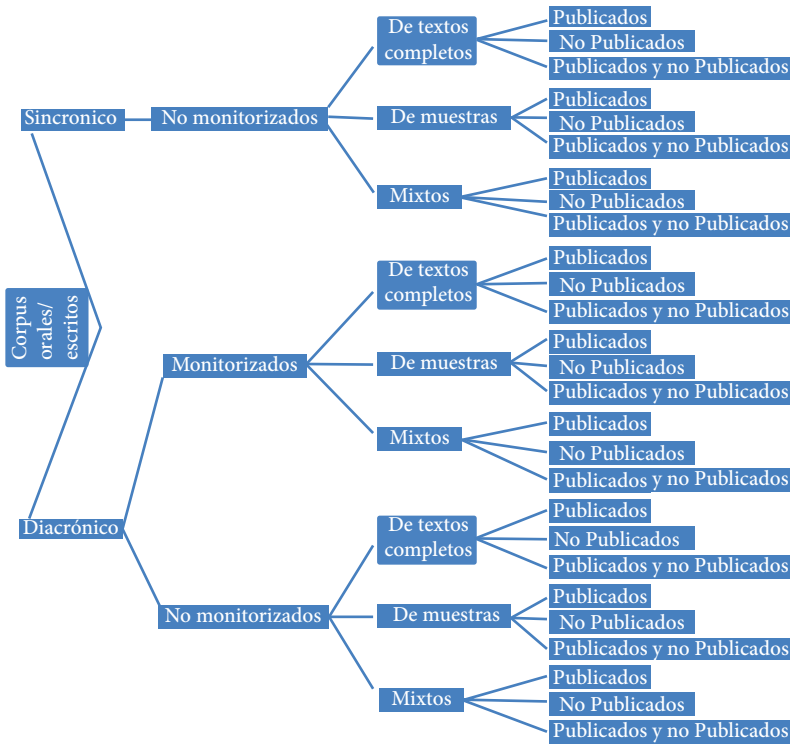 De textos
completos
Publicados
No Publicados
Publicados y no Publicados
Sincronico
No monitorizados
De muestras
Publicados
No Publicados
Publicados y no Publicados
Mixtos
Publicados
No Publicados
Publicados y no Publicados
Corpus
orales/
escritos
De textos
completos
Publicados
No Publicados
Publicados y no Publicados
Monitorizados
De muestras
Publicados
No Publicados
Publicados y no Publicados
Mixtos
Publicados
No Publicados
Publicados y no Publicados
Diacrónico
De textos
completos
Publicados
No Publicados
Publicados y no Publicados
No monitorizados
De muestras
Publicados
No Publicados
Publicados y no Publicados
Mixtos
Publicados
No Publicados
Publicados y no Publicados